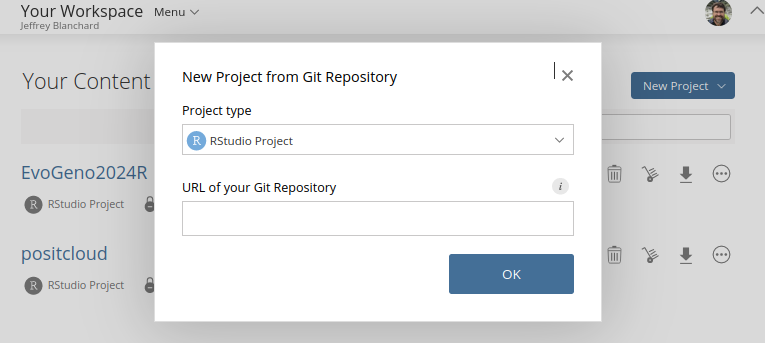 Your Workspace Menu
Jeffrey Blanchard
New Project from Git Repository
Your Content
New Project
Project type
R RStudio Project
EvoGeno2024R
URL of your Git Repository
i
R RStudio Project
positcloud
OK
R RStudio Project